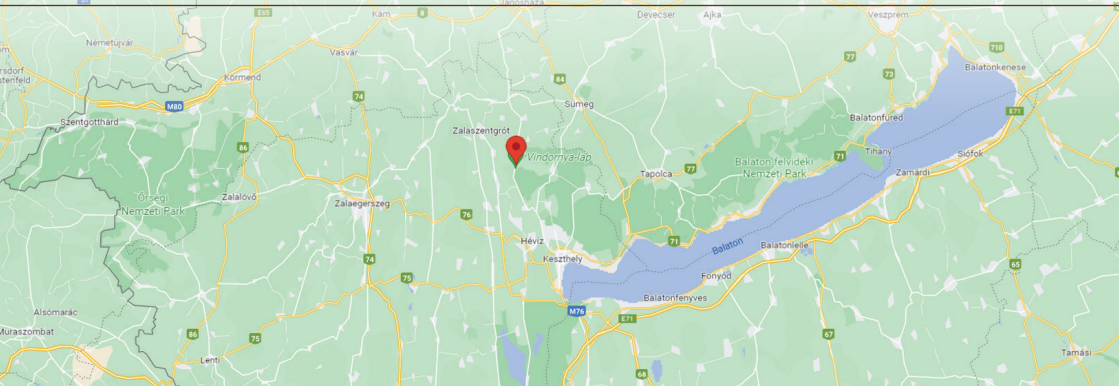 Jánosháza
E65
Kám
8
Devecser
Ajka
Veszprém
Németújvár
Vasvár
710
77
Balatonkenese
73
Körmend
84
74
Sümeg
M80
E71
Balatonfüred
Szentgotthárd
Zalaszentgrót
86
Vindornya-láp
71
Tihany
Siófok
Balaton-felvidéki
Nemzeti Park
77
Tapolca
Zamárdi
Őrségi
Nemzeti Park
Zalalövő
Zalaegerszeg
76
Hévíz
71
Balaton
Balatonlelle
74
Keszthely
65
75
Fonyód
Balatonfenyves
Alsómarác
M76
E71
Muraszombat
86
75
67
Tamási
Lenti
68